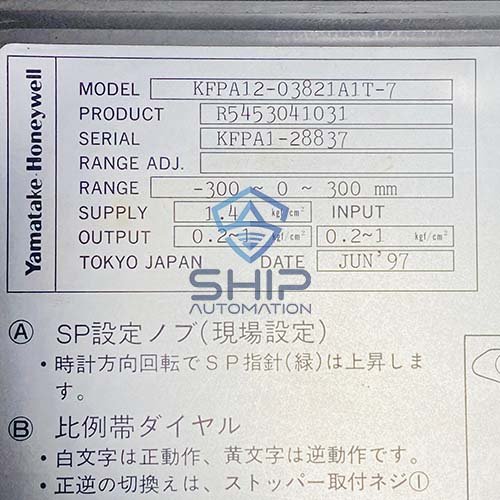 Yamatake-Honeywell
MODEL KFPA12-03821A1T-7
PRODUCT R5453041031
SERIAL KFPA1-28837
RANGE ADJ.
RANGE -300 ~ 0 ~ 300 mm
SUPPLY 1.4 kgf/cm² INPUT
OUTPUT 0.2~1 kgf/cm² 0.2~1 kgf/cm²
TOKYO JAPAN DATE JUN'97
SHIP
AUTOMATION
Ⓐ SP設定ノブ(現場設定)
・時計方向回転でSP指針(緑)は上昇しま
す。
Ⓑ 比例帯ダイヤル
・白文字は正動作、黄文字は逆動作です。
・正逆の切換えは、ストッパー取付ネジ①